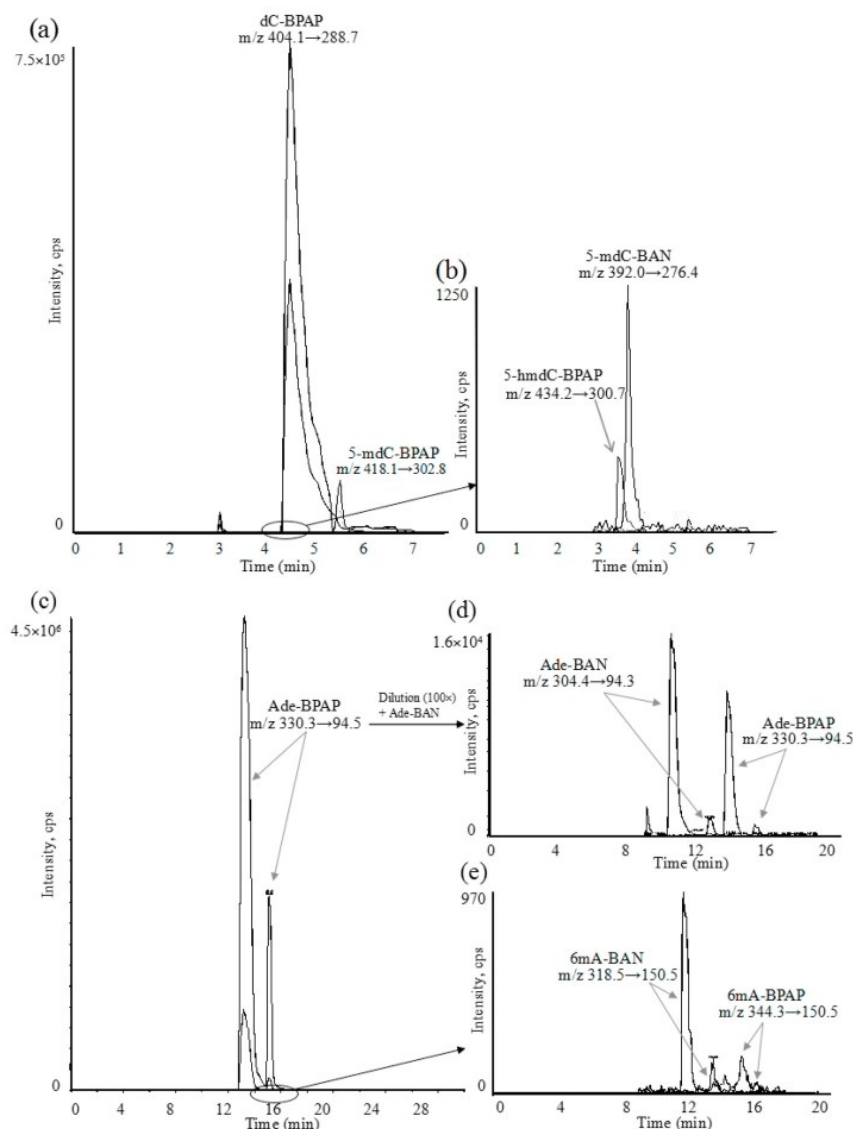 (a)
dC-BPAP
m/z 404.1→288.7
7.5×10⁵
Intensity, cps
0
5-mdC-BPAP
m/z 418.1→302.8
0 1 2 3 4 5 6 7
Time (min)
(b)
5-mdC-BAN
m/z 392.0→276.4
1250
5-hmdC-BPAP
m/z 434.2→300.7
Intensity, cps
0
0 1 2 3 4 5 6 7
Time (min)
(c)
4.5×10⁶
Ade-BPAP
m/z 330.3→94.5
Dilution (100×)
+ Ade-BAN
Intensity, cps
0
0 4 8 12 16 20 24 28
Time (min)
(d)
1.6×10⁴
Ade-BAN
m/z 304.4→94.3
Ade-BPAP
m/z 330.3→94.5
Intensity, cps
0
0 4 8 12 16 20
Time (min)
(e)
970
6mA-BAN
m/z 318.5→150.5
6mA-BPAP
m/z 344.3→150.5
Intensity, cps
0
0 4 8 12 16 20
Time (min)